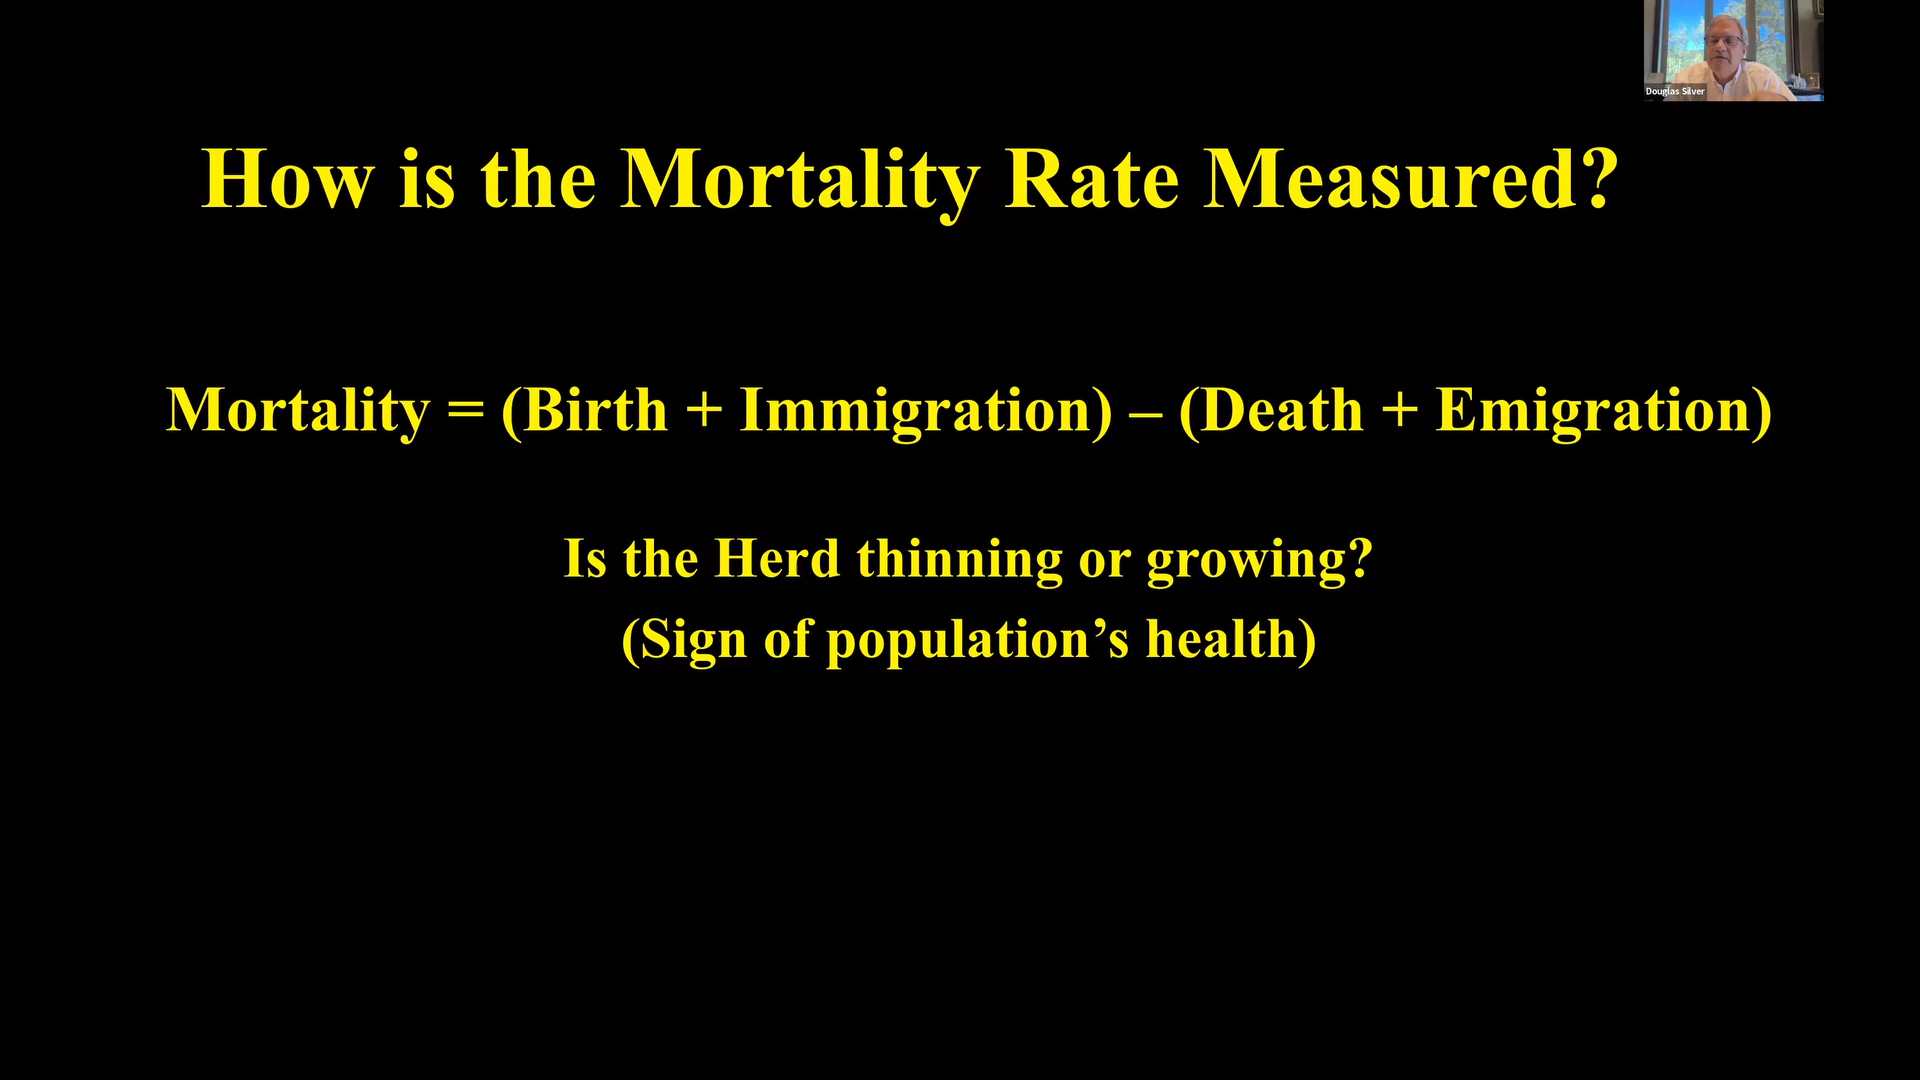 Douglas Silver
How is the Mortality Rate Measured?
Mortality = (Birth + Immigration) – (Death + Emigration)
Is the Herd thinning or growing?
(Sign of population’s health)